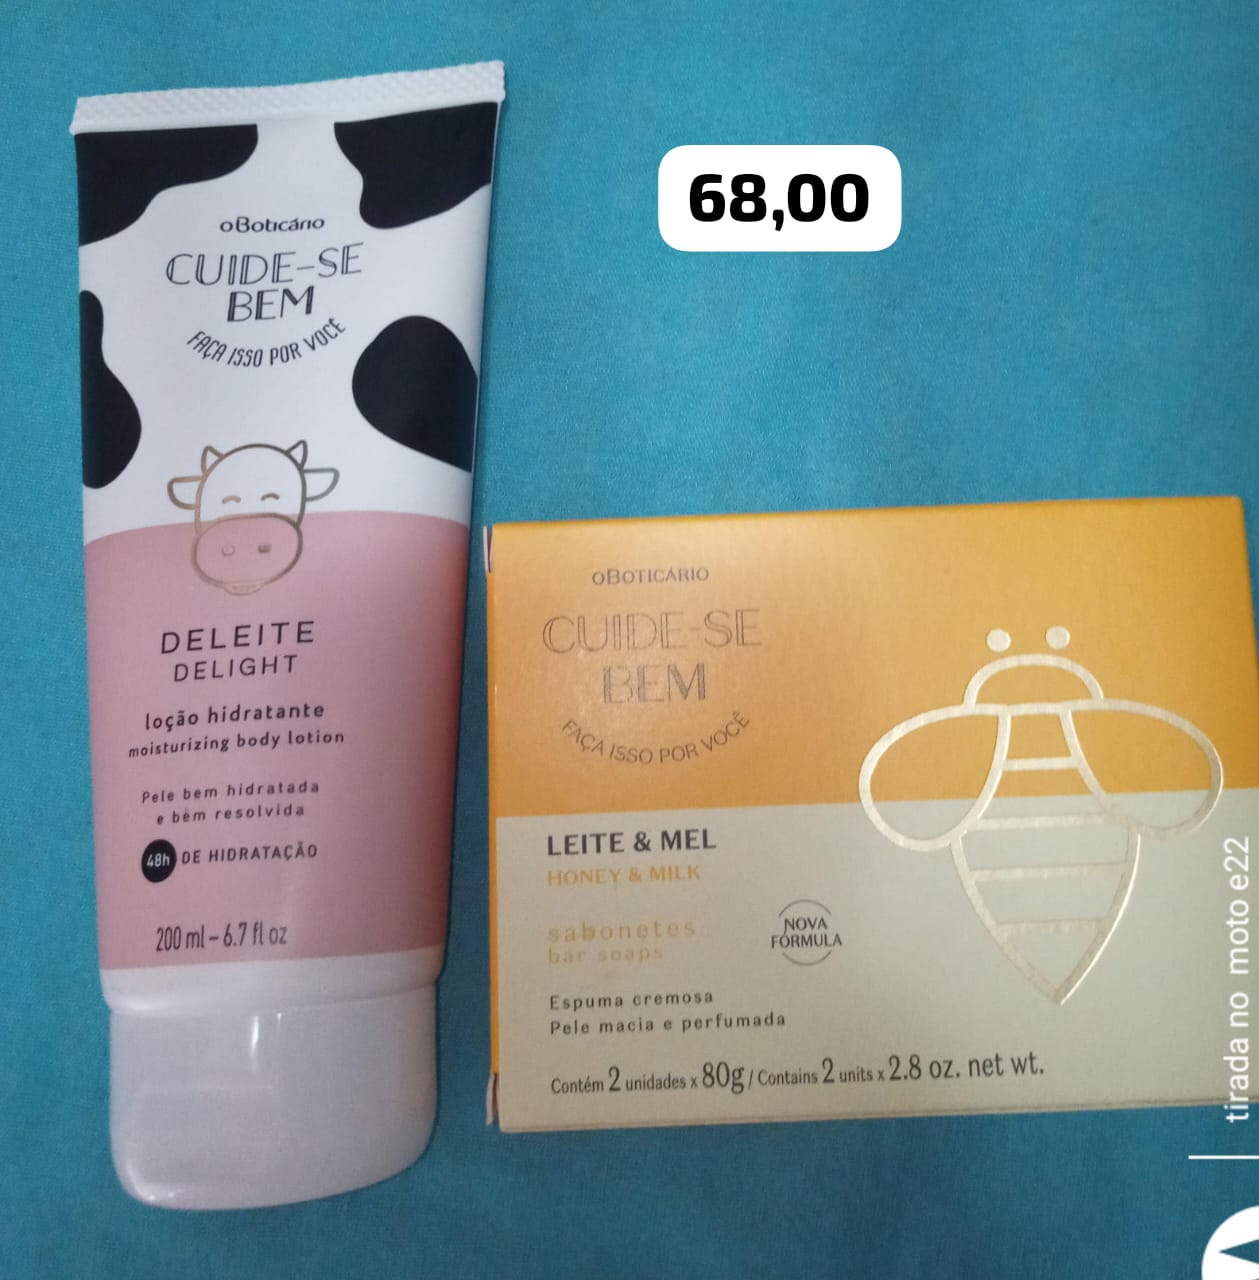 68,00
oBoticário
CUIDE-SE
BEM
FAÇA ISSO POR VOCÊ
DELEITE
DELIGHT
loção hidratante
moisturizing body lotion
Pele bem hidratada
e bem resolvida
48h DE HIDRATAÇÃO
200 ml – 6.7 fl oz
oBOTICÁRIO
CUIDE-SE
BEM
FAÇA ISSO POR VOCÊ
LEITE & MEL
HONEY & MILK
sabonetes
bar soaps
NOVA
FÓRMULA
Espuma cremosa
Pele macia e perfumada
Contém 2 unidades x 80g / Contains 2 units x 2.8 oz. net wt.
tirada no moto e22